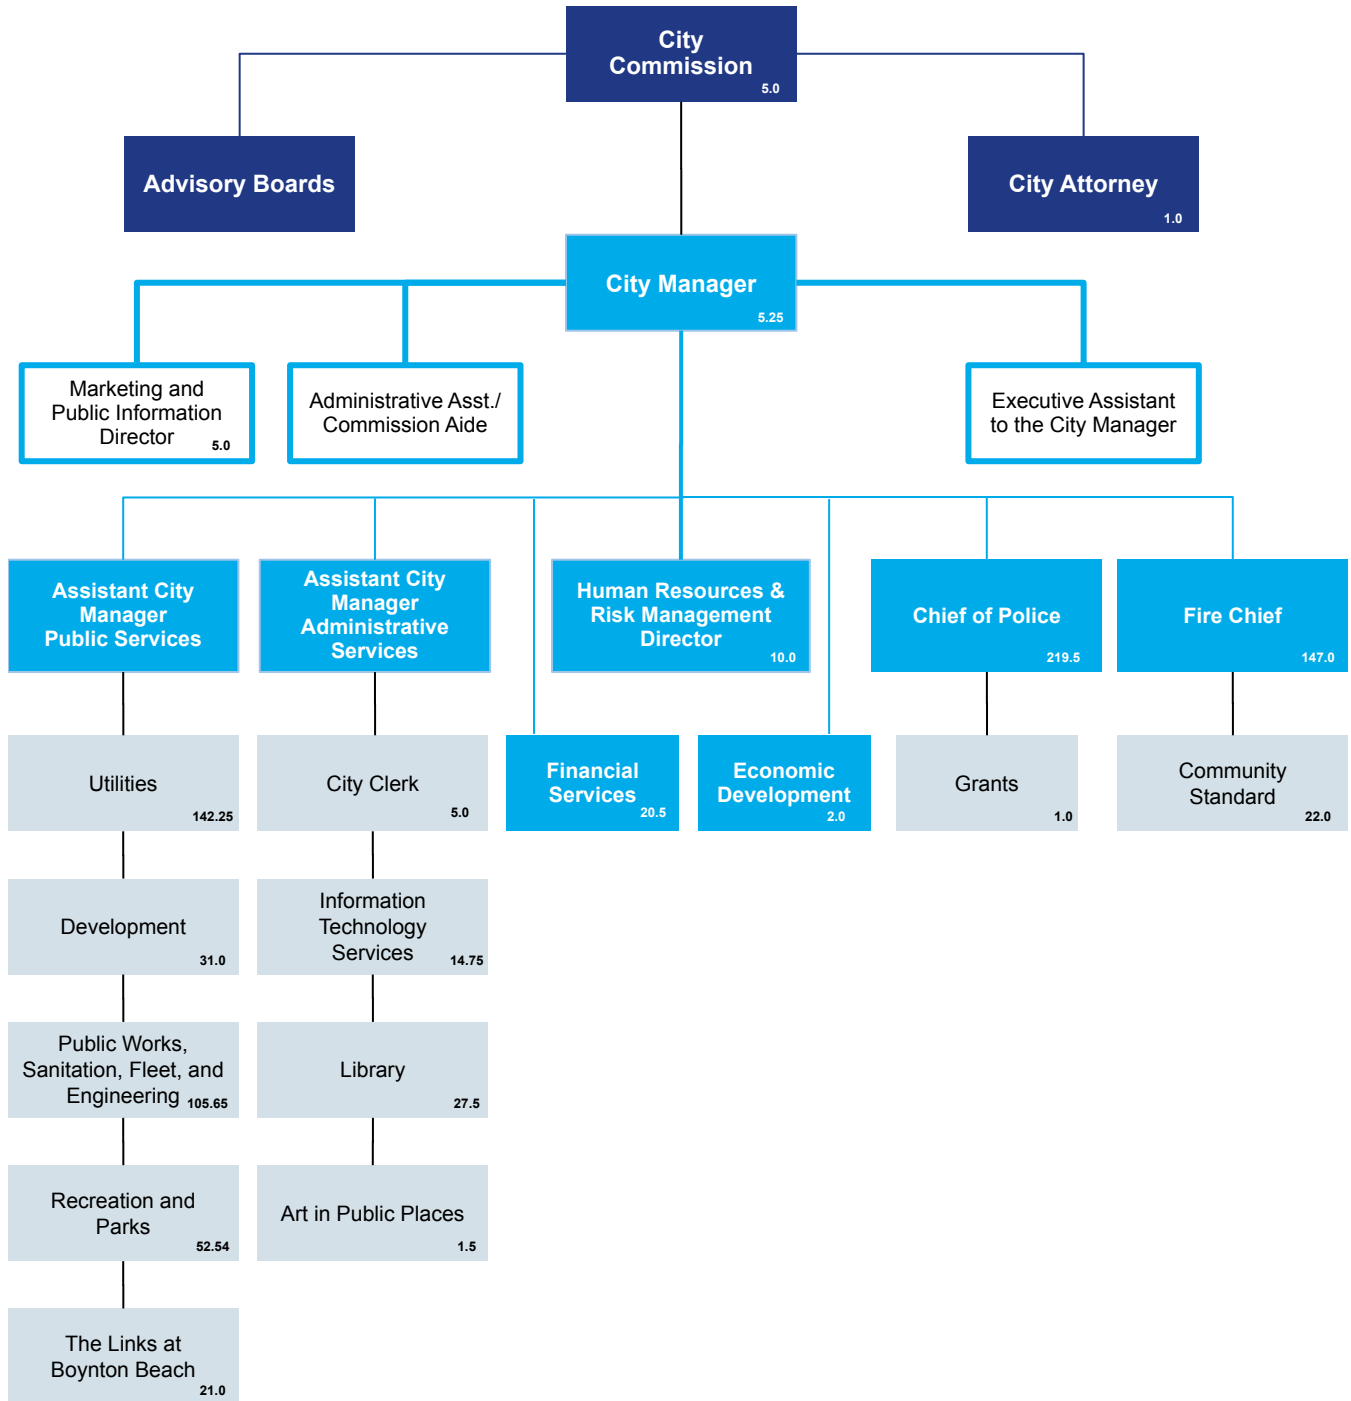 City
Commission
5.0
Advisory Boards
City Attorney
1.0
City Manager
5.25
Marketing and
Public Information
Director
5.0
Administrative Asst./
Commission Aide
Executive Assistant
to the City Manager
Assistant City
Manager
Public Services
Assistant City
Manager
Administrative
Services
Human Resources &
Risk Management
Director
10.0
Chief of Police
219.5
Fire Chief
147.0
Utilities
142.25
City Clerk
5.0
Financial
Services
20.5
Economic
Development
2.0
Grants
1.0
Community
Standard
22.0
Development
31.0
Information
Technology
Services
14.75
Public Works,
Sanitation, Fleet, and
Engineering
105.65
Library
27.5
Recreation and
Parks
52.54
Art in Public Places
1.5
The Links at
Boynton Beach
21.0